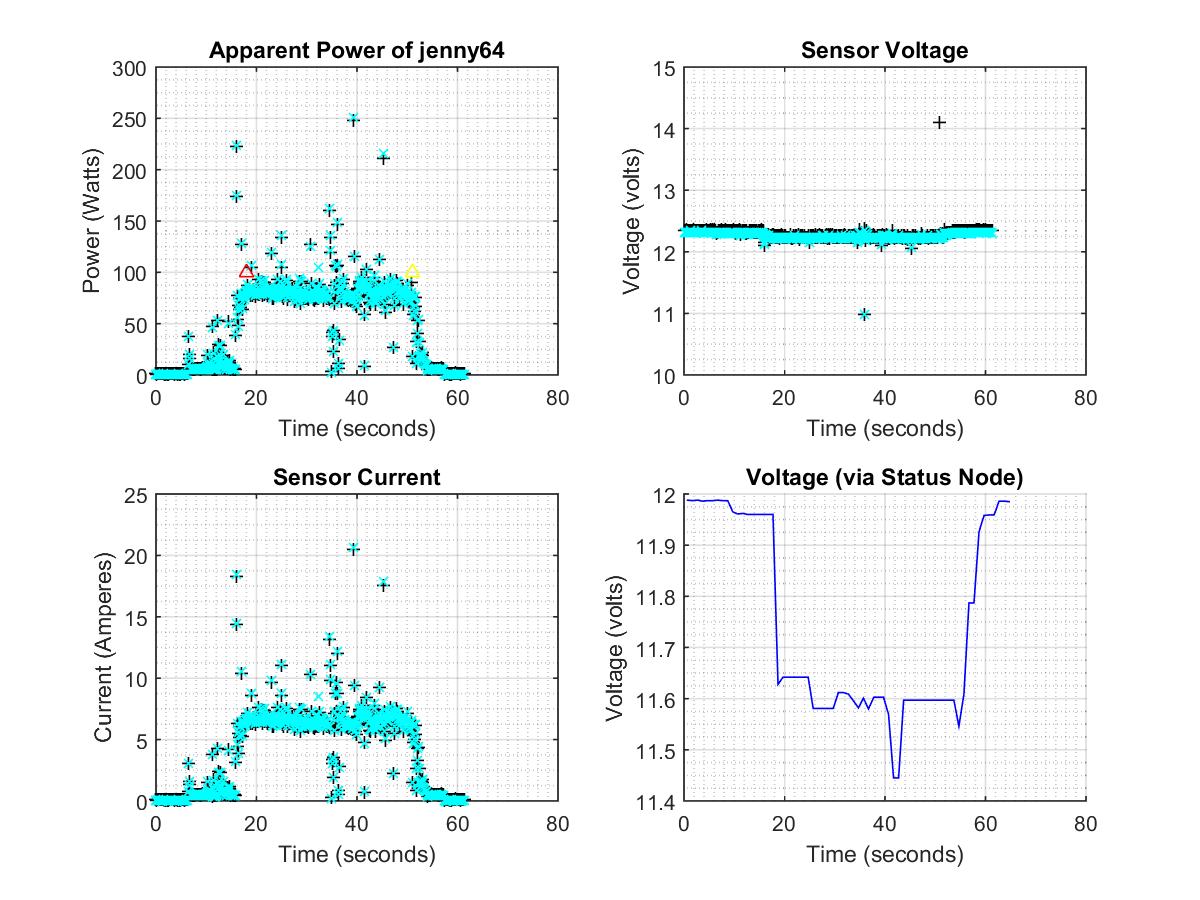 Apparent Power of jenny64
300
250
200
150
100
50
0
Power (Watts)
0 20 40 60 80
Time (seconds)
Sensor Voltage
15
14
13
12
11
10
Voltage (volts)
0 20 40 60 80
Time (seconds)
Sensor Current
25
20
15
10
5
0
Current (Amperes)
0 20 40 60 80
Time (seconds)
Voltage (via Status Node)
12
11.9
11.8
11.7
11.6
11.5
11.4
Voltage (volts)
0 20 40 60 80
Time (seconds)